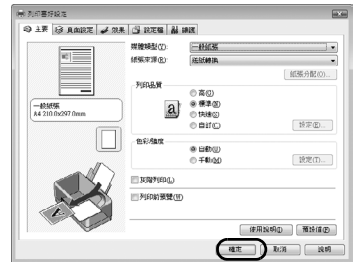 列印喜好設定
主要 頁面設定 效果 設定檔 維護
媒體類型(Y): 一般紙張
紙張來源(R): 送紙轉換
紙張分配(O)...
列印品質
高(G)
標準(S)
快速(S)
自訂(C)
設定(E)...
一般紙張
A4 210.0x297.0mm
色彩/濃度
自動(U)
手動(M)
設定(T)...
灰階列印(L)
列印前預覽(W)
使用說明(I) 預設值(F)
確定 取消 說明